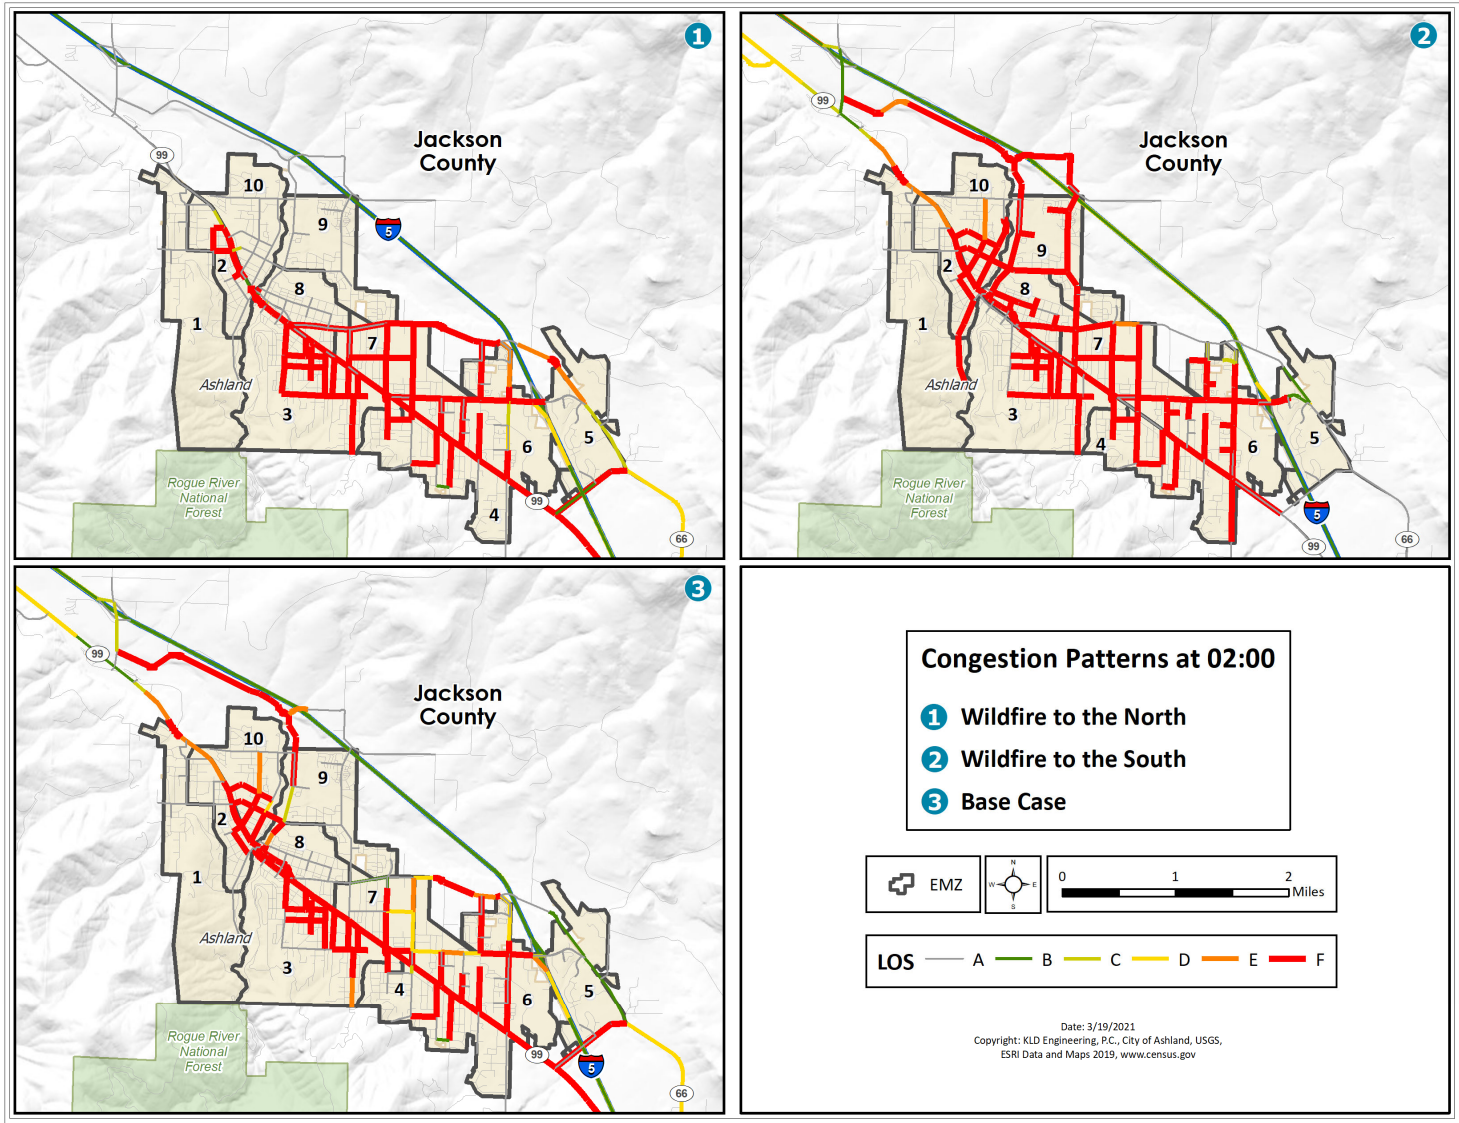 1
Jackson
County
99
5
10
9
2
8
1
7
Ashland
3
5
6
Rogue River
National
Forest
99
4
66
2
99
Jackson
County
10
9
2
8
1
7
Ashland
3
4
6
5
Rogue River
National
Forest
5
99
66
3
99
Jackson
County
10
9
2
8
1
7
Ashland
3
4
6
5
Rogue River
National
Forest
99
5
66
Congestion Patterns at 02:00
1 Wildfire to the North
2 Wildfire to the South
3 Base Case
EMZ
N
W E
S
0 1 2
Miles
LOS A B C D E F
Date: 3/19/2021
Copyright: KLD Engineering, P.C., City of Ashland, USGS,
ESRI Data and Maps 2019, www.census.gov